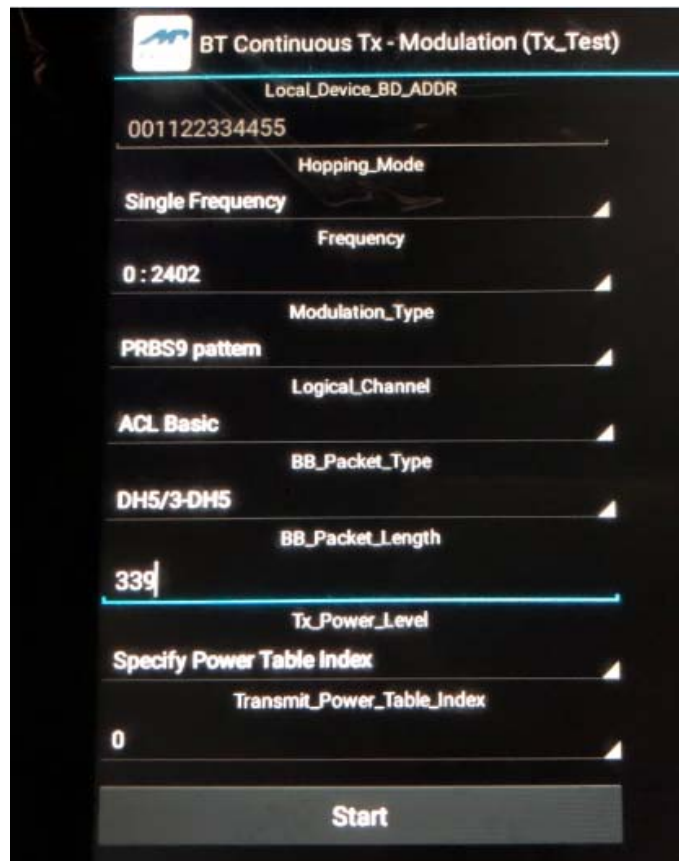 BT Continuous Tx - Modulation (Tx_Test)
Local_Device_BD_ADDR
001122334455
Hopping_Mode
Single Frequency
Frequency
0 : 2402
Modulation_Type
PRBS9 pattern
Logical_Channel
ACL Basic
BB_Packet_Type
DH5/3-DH5
BB_Packet_Length
339
Tx_Power_Level
Specify Power Table Index
Transmit_Power_Table_Index
0
Start